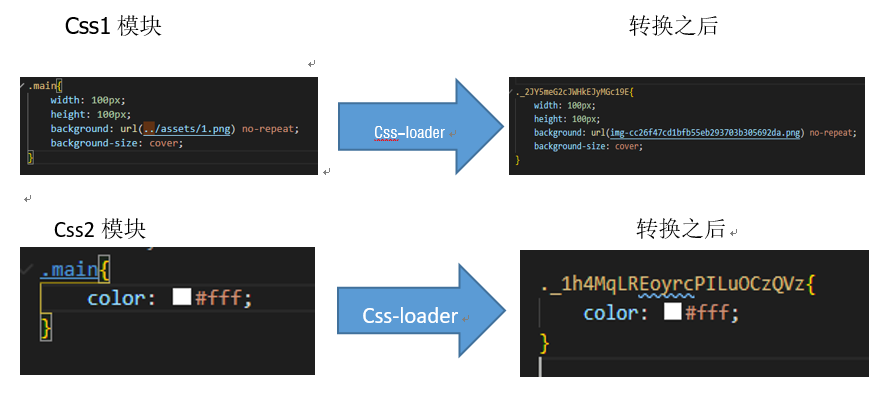 Css1 模块
转换之后
.main{
width: 100px;
height: 100px;
background: url(../assets/1.png) no-repeat;
background-size: cover;
}
Css-loader
._2JY5meG2cJWHkEJyMGc19E{
width: 100px;
height: 100px;
background: url(img-cc26f47cd1bfb55eb293703b305692da.png) no-repeat;
background-size: cover;
}
Css2 模块
转换之后
.main{
color: #fff;
}
Css-loader
._1h4MqLREoyrcPILuOCzQVz{
color: #fff;
}